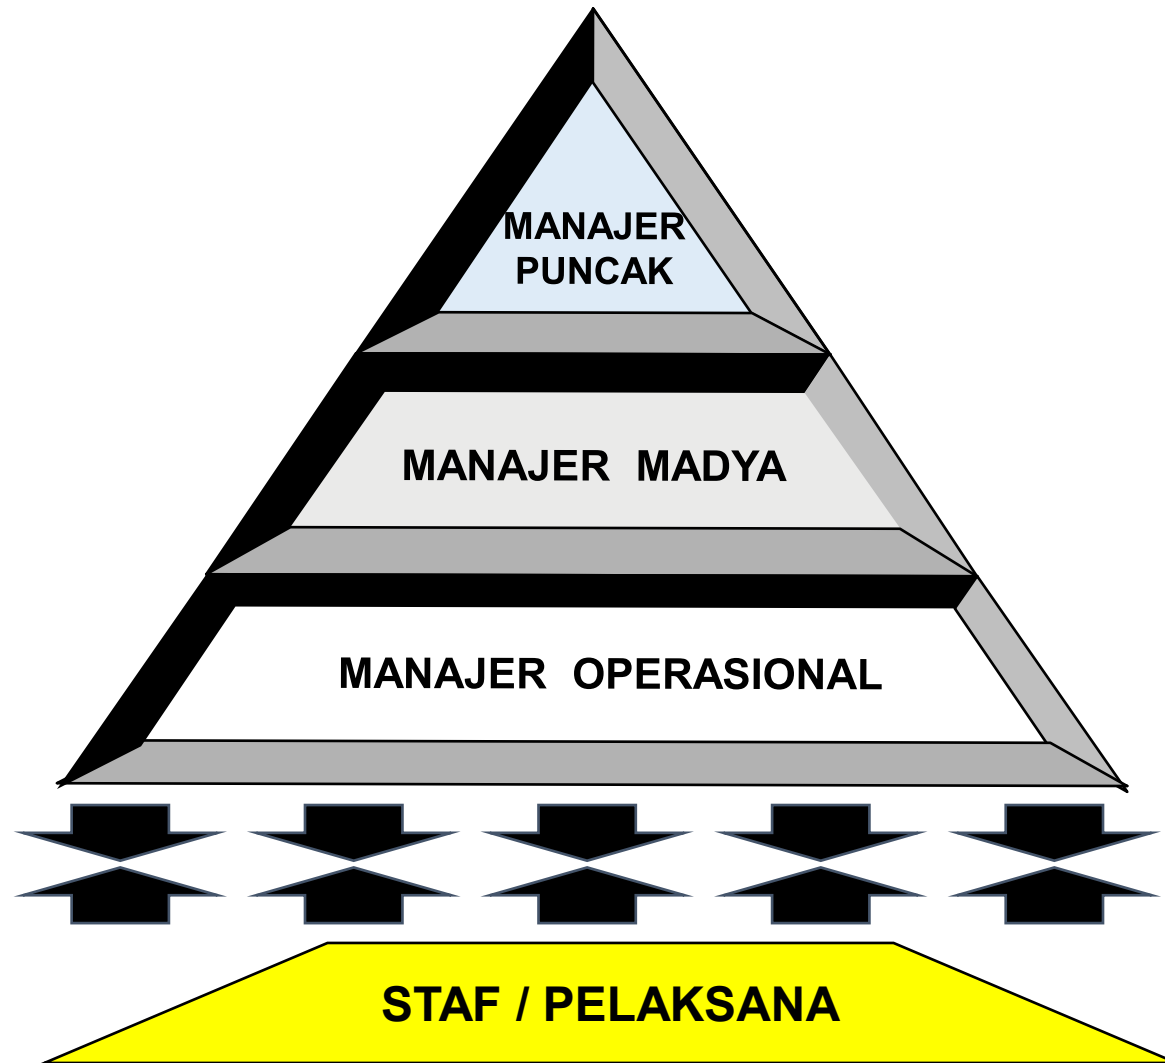 MANAJER
PUNCAK
MANAJER MADYA
MANAJER OPERASIONAL
STAF / PELAKSANA